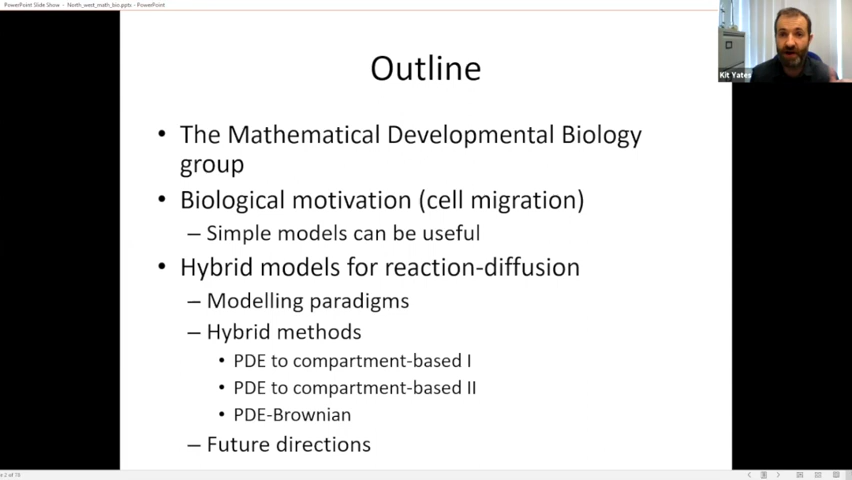 PowerPoint Slide Show - North_west_math_bio.pptx - PowerPoint
Kit Yates
Outline
• The Mathematical Developmental Biology
group
• Biological motivation (cell migration)
– Simple models can be useful
• Hybrid models for reaction-diffusion
– Modelling paradigms
– Hybrid methods
• PDE to compartment-based I
• PDE to compartment-based II
• PDE-Brownian
– Future directions